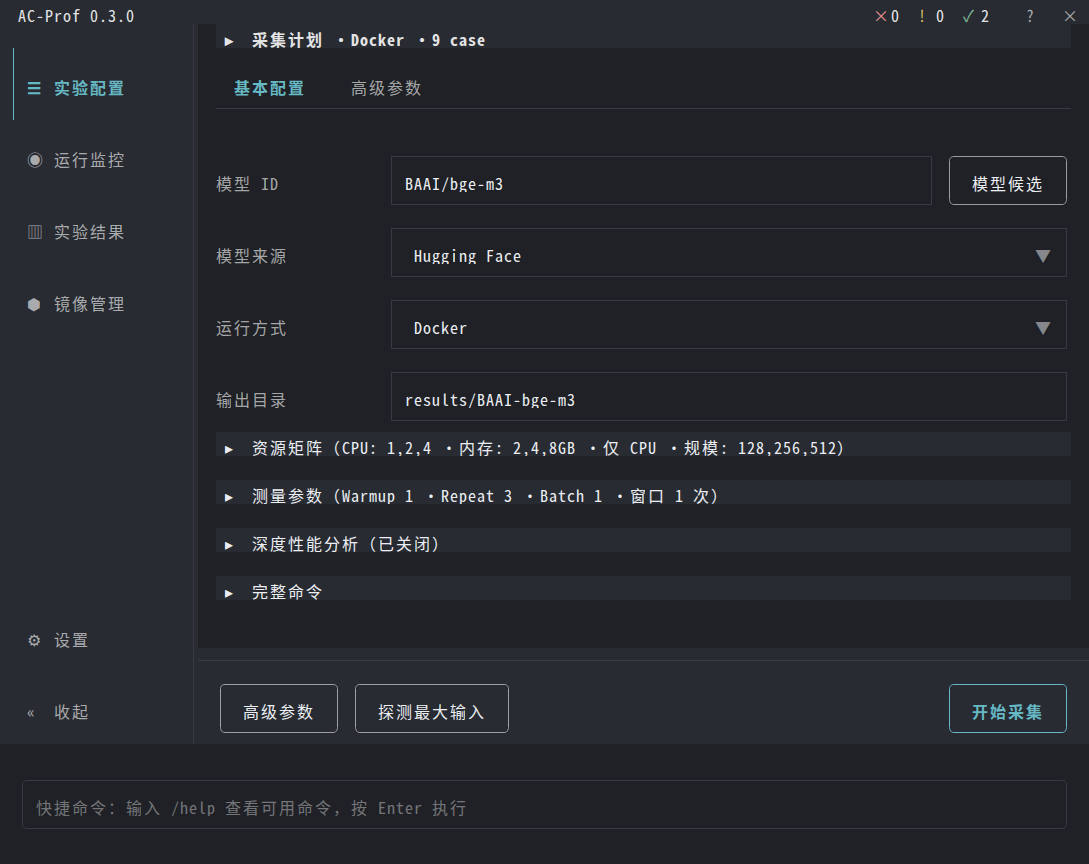 AC-Prof 0.3.0 ✕0 ! 0 ✓ 2 ? ✕
▶ 采集计划 · Docker · 9 case
基本配置 高级参数
☰ 实验配置
◉ 运行监控
▥ 实验结果
⬢ 镜像管理
⚙ 设置
« 收起
模型 ID BAAI/bge-m3 模型候选
模型来源 Hugging Face ▼
运行方式 Docker ▼
输出目录 results/BAAI-bge-m3
▶ 资源矩阵（CPU: 1,2,4 · 内存: 2,4,8GB · 仅 CPU · 规模: 128,256,512）
▶ 测量参数（Warmup 1 · Repeat 3 · Batch 1 · 窗口 1 次）
▶ 深度性能分析（已关闭）
▶ 完整命令
高级参数 探测最大输入 开始采集
快捷命令: 输入 /help 查看可用命令, 按 Enter 执行